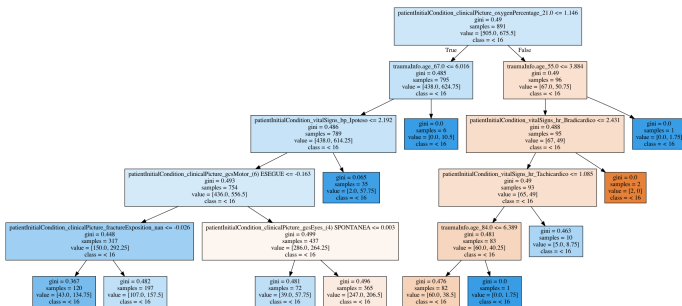 patientInitialCondition_clinicalPicture_oxygenPercentage_21.0 <= 1.146
gini = 0.49
samples = 891
value = [505.0, 675.5]
class = < 16
True
False
traumaInfo.age_67.0 <= 6.016
gini = 0.485
samples = 795
value = [438.0, 624.75]
class = < 16
traumaInfo.age_55.0 <= 3.884
gini = 0.49
samples = 96
value = [67.0, 50.75]
class = < 16
patientInitialCondition_vitalSigns_bp_Ipoteso <= 2.192
gini = 0.486
samples = 789
value = [438.0, 614.25]
class = < 16
gini = 0.0
samples = 6
value = [0.0, 10.5]
class = < 16
patientInitialCondition_vitalSigns_hr_Bradicardico <= 2.431
gini = 0.488
samples = 95
value = [67, 49]
class = < 16
gini = 0.0
samples = 1
value = [0.0, 1.75]
class = < 16
patientInitialCondition_clinicalPicture_gcsMotor_(6) ESEGUE <= -0.163
gini = 0.493
samples = 754
value = [436.0, 556.5]
class = < 16
gini = 0.065
samples = 35
value = [2.0, 57.75]
class = < 16
patientInitialCondition_vitalSigns_hr_Tachicardico <= 1.085
gini = 0.49
samples = 93
value = [65, 49]
class = < 16
gini = 0.0
samples = 2
value = [2, 0]
class = < 16
patientInitialCondition_clinicalPicture_fractureExposition_nan <= -0.026
gini = 0.448
samples = 317
value = [150.0, 292.25]
class = < 16
patientInitialCondition_clinicalPicture_gcsEyes_(4) SPONTANEA <= 0.003
gini = 0.499
samples = 437
value = [286.0, 264.25]
class = < 16
traumaInfo.age_84.0 <= 6.389
gini = 0.481
samples = 83
value = [60.0, 40.25]
class = < 16
gini = 0.463
samples = 10
value = [5.0, 8.75]
class = < 16
gini = 0.367
samples = 120
value = [43.0, 134.75]
class = < 16
gini = 0.482
samples = 197
value = [107.0, 157.5]
class = < 16
gini = 0.481
samples = 72
value = [39.0, 57.75]
class = < 16
gini = 0.496
samples = 365
value = [247.0, 206.5]
class = < 16
gini = 0.476
samples = 82
value = [60.0, 38.5]
class = < 16
gini = 0.0
samples = 1
value = [0.0, 1.75]
class = < 16